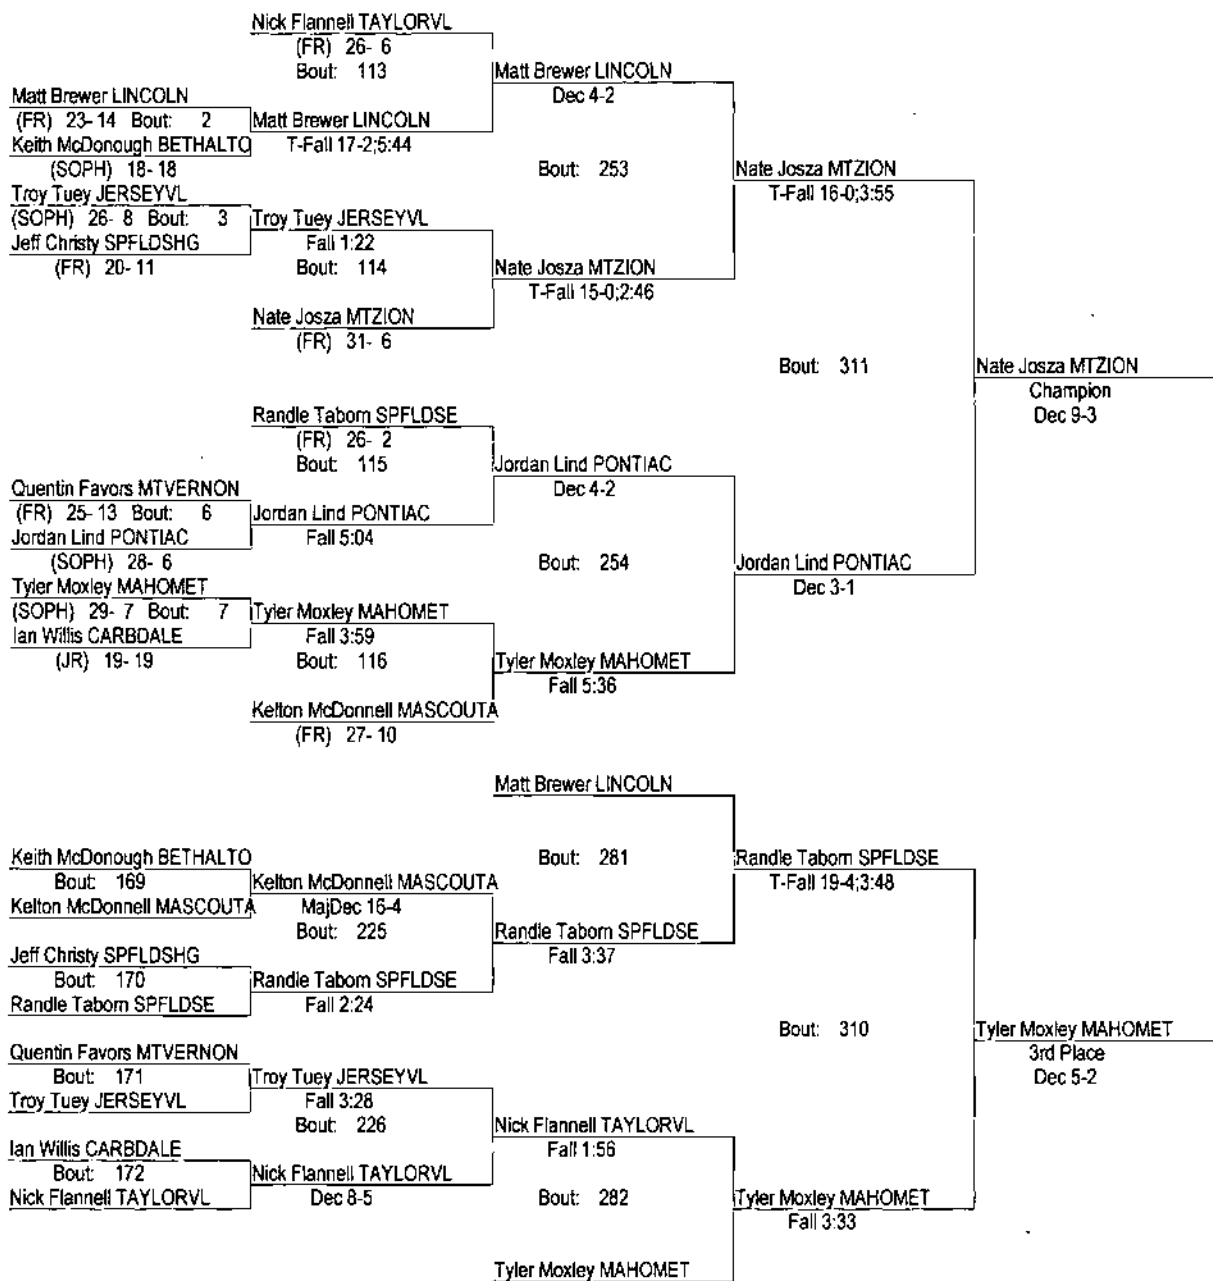 Nick Flannell TAYLORVL
(FR) 26- 6
Bout: 113
Matt Brewer LINCOLN
Dec 4-2
Matt Brewer LINCOLN
(FR) 23-14 Bout: 2
Matt Brewer LINCOLN
Keith McDonough BETHALTO
T-Fall 17-2;5:44
(SOPH) 18- 18
Bout: 253
Nate Josza MTZION
T-Fall 16-0;3:55
Troy Tuey JERSEYVL
(SOPH) 26- 8 Bout: 3
Troy Tuey JERSEYVL
Jeff Christy SPFLDSHG
Fall 1:22
(FR) 20- 11
Bout: 114
Nate Josza MTZION
T-Fall 15-0;2:46
Nate Josza MTZION
(FR) 31- 6
Bout: 311
Nate Josza MTZION
Champion
Dec 9-3
Randle Taborn SPFLDSE
(FR) 26- 2
Bout: 115
Jordan Lind PONTIAC
Dec 4-2
Quentin Favors MTVERNON
(FR) 25- 13 Bout: 6
Jordan Lind PONTIAC
Jordan Lind PONTIAC
Fall 5:04
(SOPH) 28- 6
Bout: 254
Jordan Lind PONTIAC
Dec 3-1
Tyler Moxley MAHOMET
(SOPH) 29- 7 Bout: 7
Tyler Moxley MAHOMET
Ian Willis CARBDALE
Fall 3:59
(JR) 19- 19
Bout: 116
Tyler Moxley MAHOMET
Fall 5:36
Kelton McDonnell MASCOUTA
(FR) 27- 10
Matt Brewer LINCOLN
Keith McDonough BETHALTO
Bout: 281
Randle Taborn SPFLDSE
T-Fall 19-4;3:48
Bout: 169
Kelton McDonnell MASCOUTA
Kelton McDonnell MASCOUTA
MajDec 16-4
Bout: 225
Randle Taborn SPFLDSE
Fall 3:37
Jeff Christy SPFLDSHG
Bout: 170
Randle Taborn SPFLDSE
Randle Taborn SPFLDSE
Fall 2:24
Bout: 310
Tyler Moxley MAHOMET
3rd Place
Dec 5-2
Quentin Favors MTVERNON
Bout: 171
Troy Tuey JERSEYVL
Troy Tuey JERSEYVL
Fall 3:28
Bout: 226
Nick Flannell TAYLORVL
Fall 1:56
Ian Willis CARBDALE
Bout: 172
Nick Flannell TAYLORVL
Nick Flannell TAYLORVL
Dec 8-5
Bout: 282
Tyler Moxley MAHOMET
Fall 3:33
Tyler Moxley MAHOMET